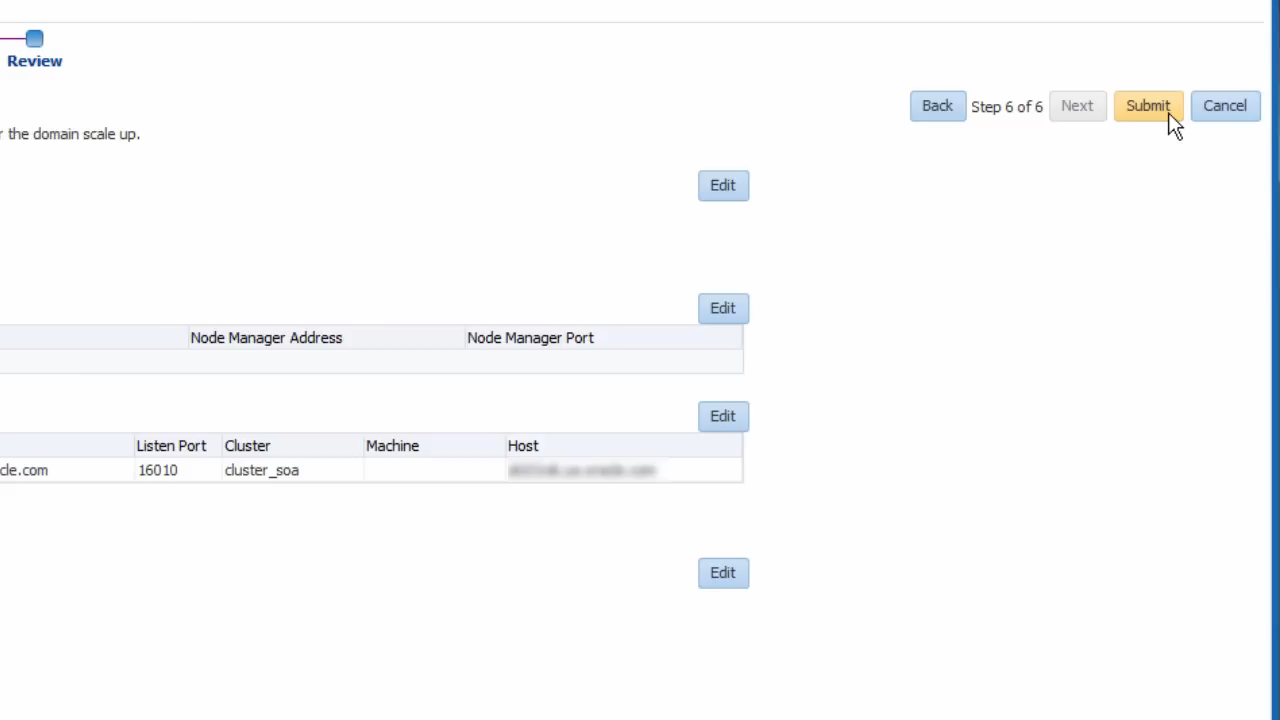 Review
Back Step 6 of 6 Next Submit Cancel
r the domain scale up.
Edit
Edit
Node Manager Address Node Manager Port
Edit
Listen Port Cluster Machine Host
cle.com 16010 cluster_soa
Edit